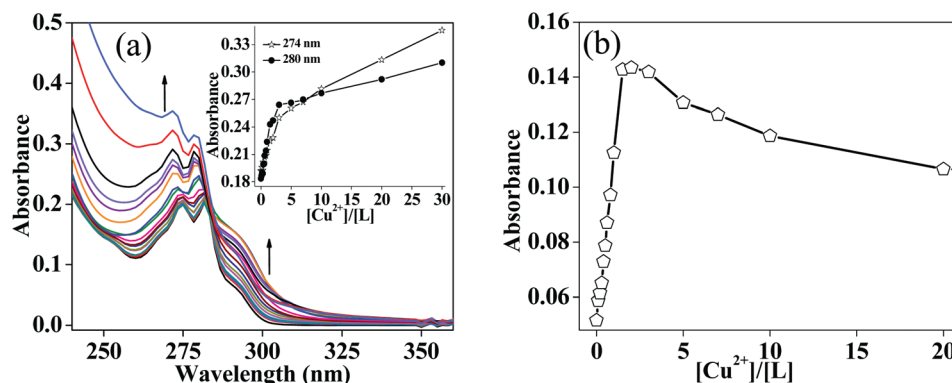 (a)
0.5
0.4
0.3
0.2
0.1
0.0
Absorbance
250 275 300 325 350
Wavelength (nm)
274 nm
280 nm
0.33
0.30
0.27
0.24
0.21
0.18
Absorbance
0 5 10 15 20 25 30
[Cu²⁺]/[L]
(b)
0.16
0.14
0.12
0.10
0.08
0.06
Absorbance
0 5 10 15 20
[Cu²⁺]/[L]